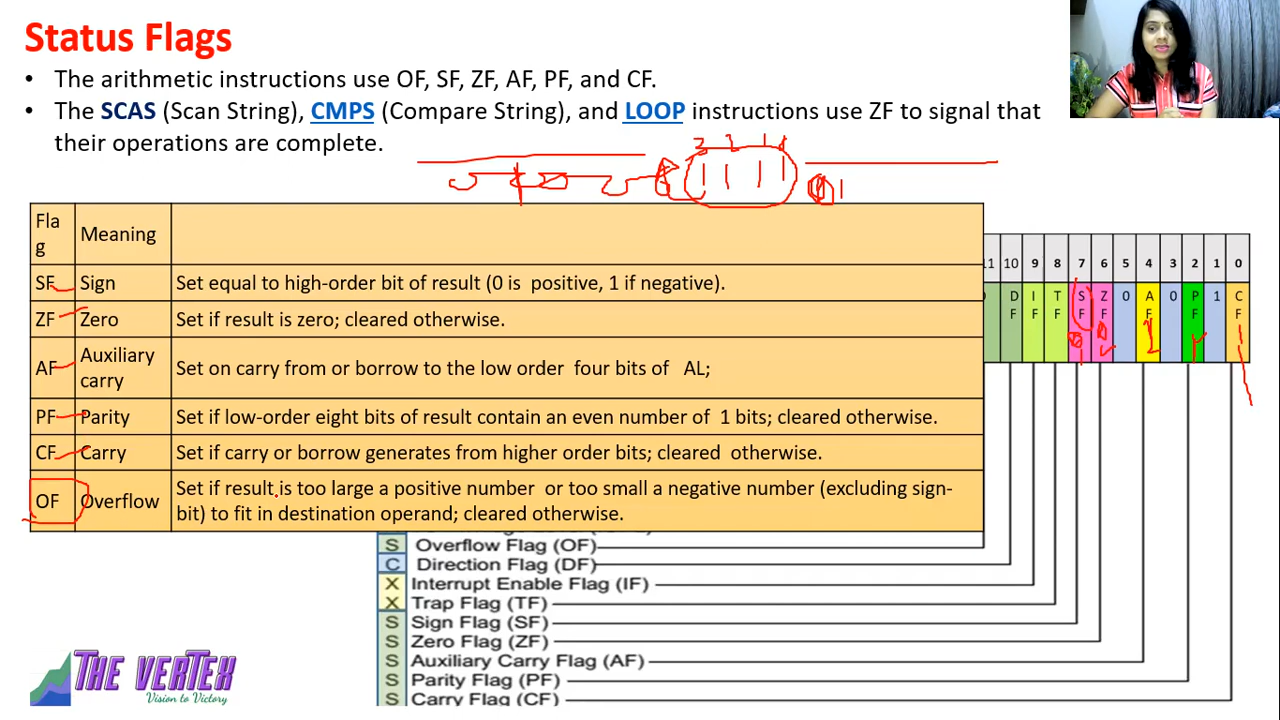 Status Flags
• The arithmetic instructions use OF, SF, ZF, AF, PF, and CF.
• The SCAS (Scan String), CMPS (Compare String), and LOOP instructions use ZF to signal that
their operations are complete.
Fla
g
Meaning
SF Sign Set equal to high-order bit of result (0 is positive, 1 if negative).
ZF Zero Set if result is zero; cleared otherwise.
AF Auxiliary
carry
Set on carry from or borrow to the low order four bits of AL;
PF Parity Set if low-order eight bits of result contain an even number of 1 bits; cleared otherwise.
CF Carry Set if carry or borrow generates from higher order bits; cleared otherwise.
OF Overflow Set if result is too large a positive number or too small a negative number (excluding sign-
bit) to fit in destination operand; cleared otherwise.
11 10 9 8 7 6 5 4 3 2 1 0
D
F
I
F
T
F
S
F
Z
F
0
A
F
0
P
F
1
C
F
S Overflow Flag (OF)
C Direction Flag (DF)
X Interrupt Enable Flag (IF)
X Trap Flag (TF)
S Sign Flag (SF)
S Zero Flag (ZF)
S Auxiliary Carry Flag (AF)
S Parity Flag (PF)
S Carry Flag (CF)
THE VERTEX
Vision to Victory